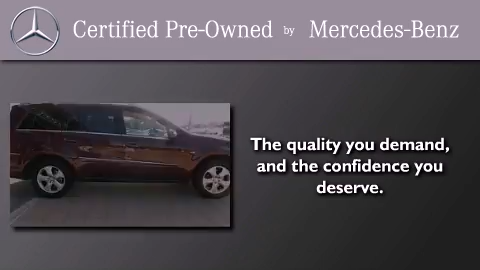 Certified Pre-Owned by Mercedes-Benz
The quality you demand,
and the confidence you
deserve.